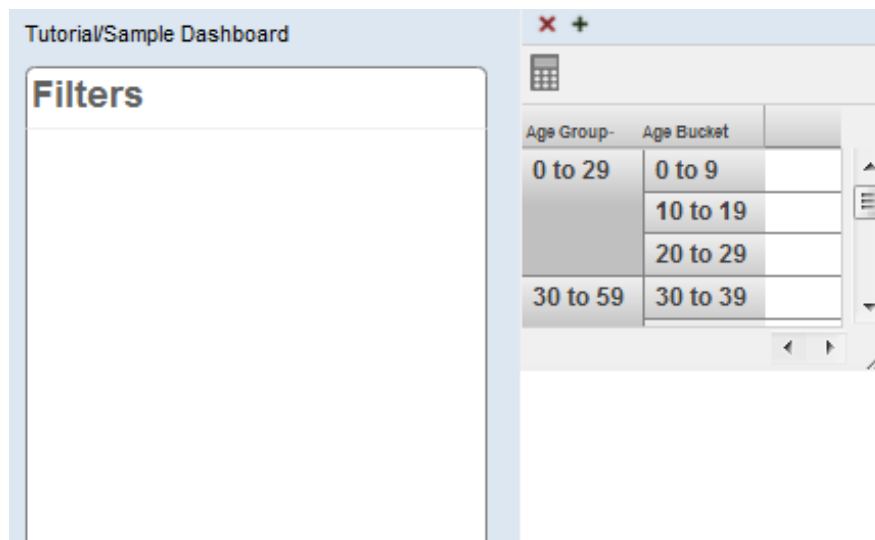 Tutorial/Sample Dashboard
Filters
Age Group- Age Bucket
0 to 29 0 to 9
10 to 19
20 to 29
30 to 59 30 to 39